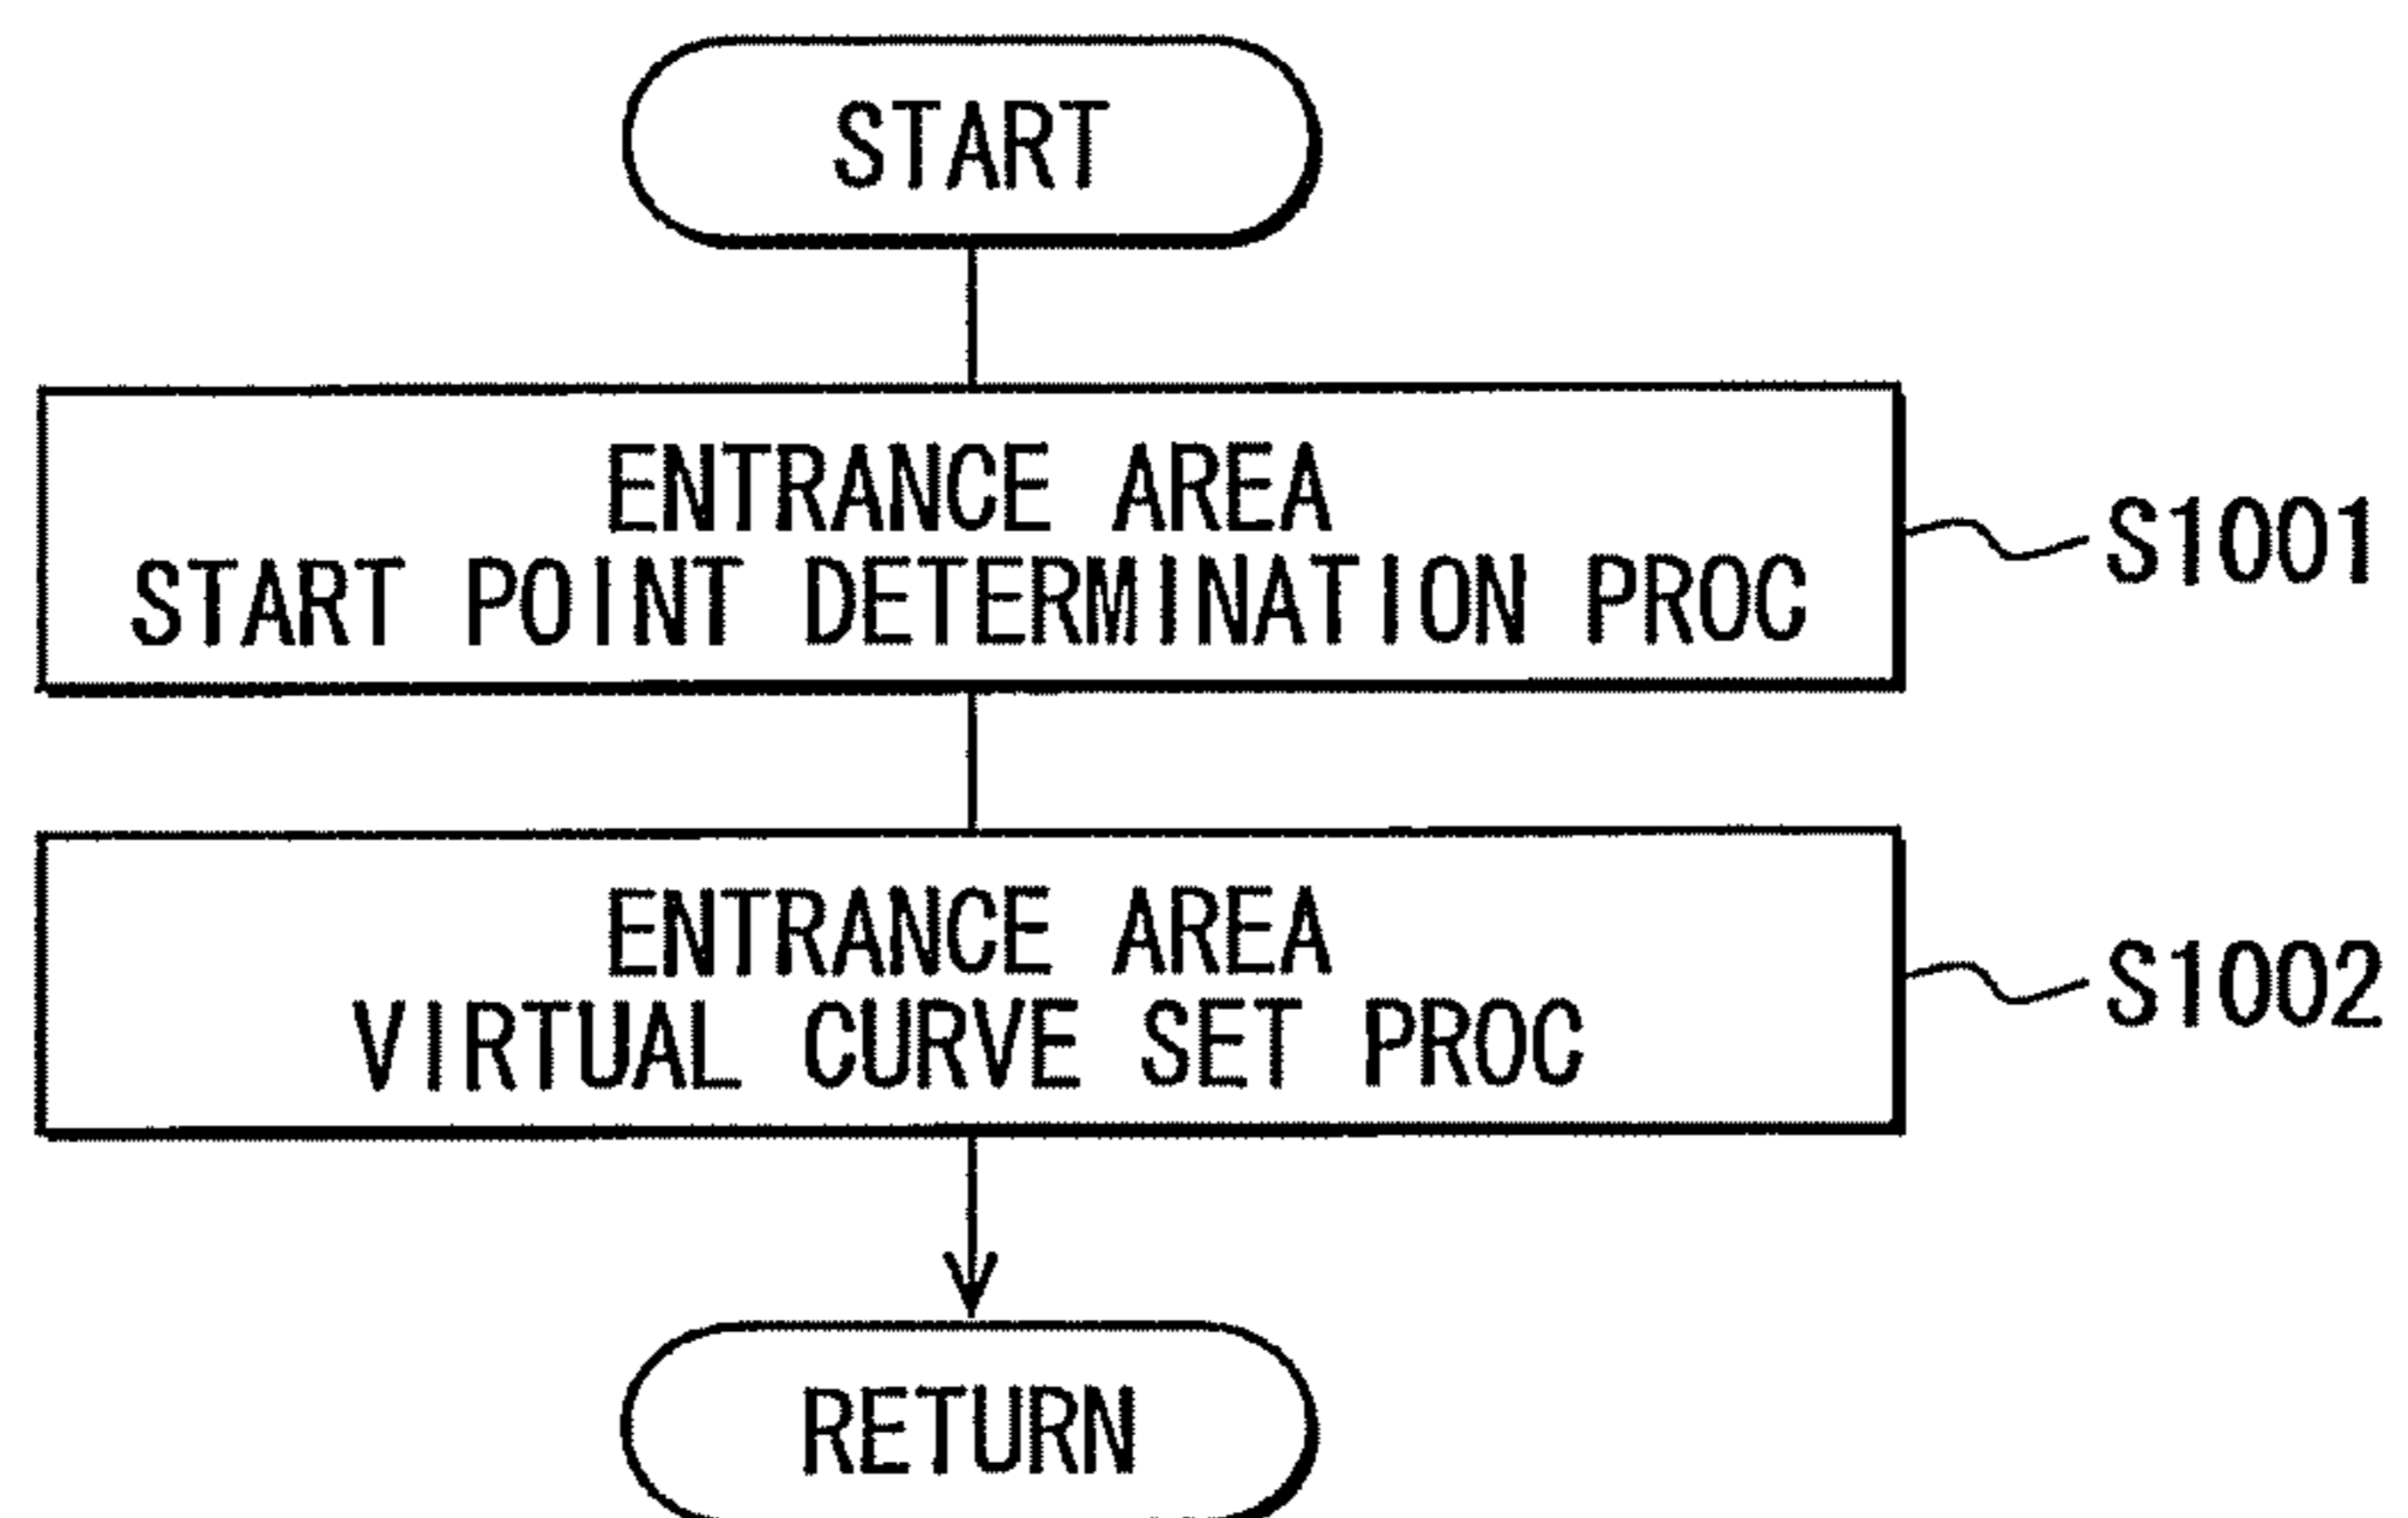 START
ENTRANCE AREA
START POINT DETERMINATION PROC
S1001
ENTRANCE AREA
VIRTUAL CURVE SET PROC
S1002
RETURN